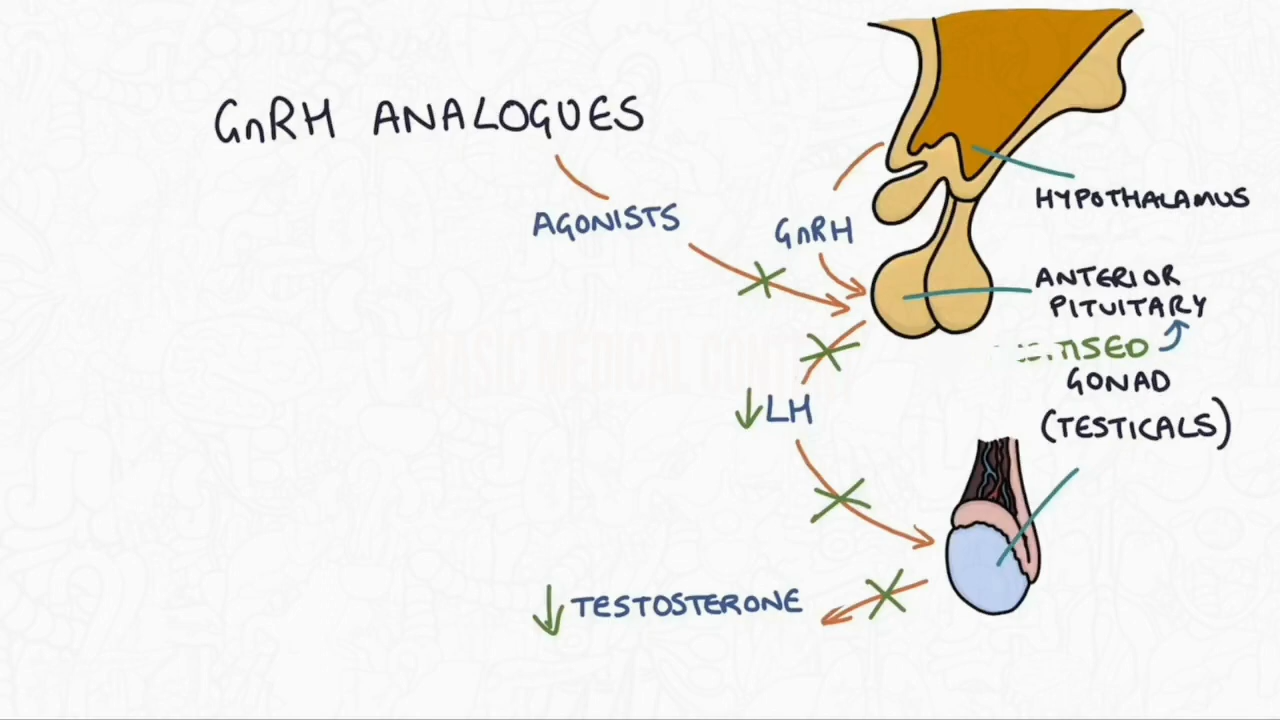 GnRH ANALOGUES
AGONISTS
GnRH
HYPOTHALAMUS
ANTERIOR
PITUITARY
GONAD
(TESTICALS)
↓LH
↓TESTOSTERONE